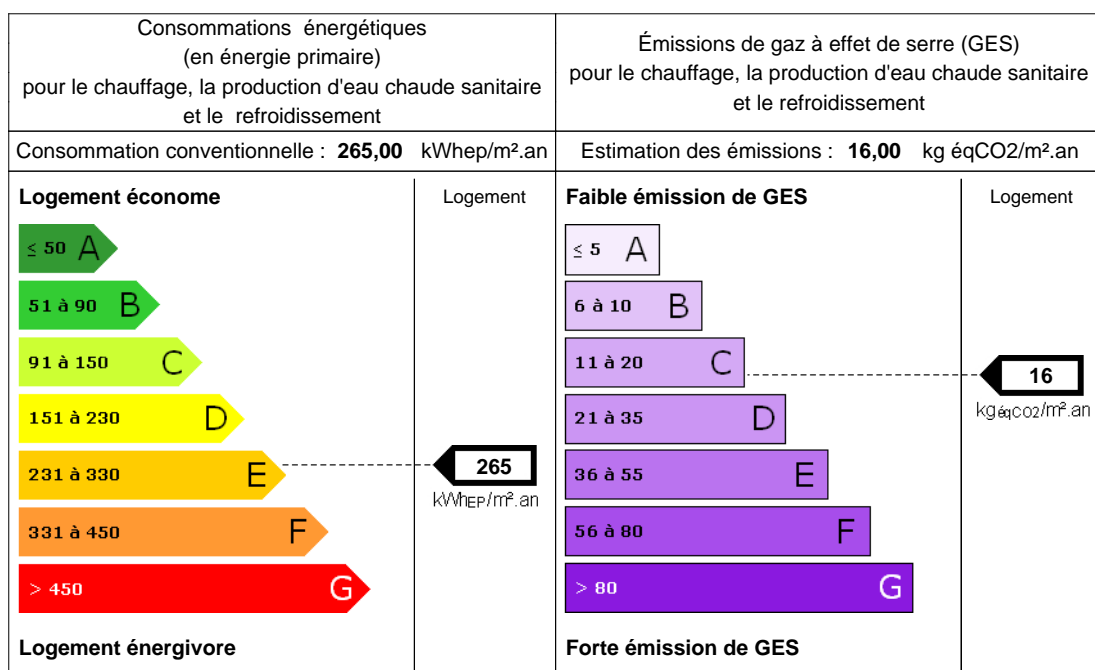 Consommations énergétiques
(en énergie primaire)
pour le chauffage, la production d'eau chaude sanitaire
et le refroidissement
Émissions de gaz à effet de serre (GES)
pour le chauffage, la production d'eau chaude sanitaire
et le refroidissement
Consommation conventionnelle : 265,00 kWhep/m².an
Estimation des émissions : 16,00 kg éqCO2/m².an
Logement économe
Logement
≤ 50 A
51 à 90 B
91 à 150 C
151 à 230 D
231 à 330 E
331 à 450 F
> 450 G
265
kWhEP/m².an
Logement énergivore
Faible émission de GES
Logement
≤ 5 A
6 à 10 B
11 à 20 C
21 à 35 D
36 à 55 E
56 à 80 F
> 80 G
16
kgéqCO2/m².an
Forte émission de GES